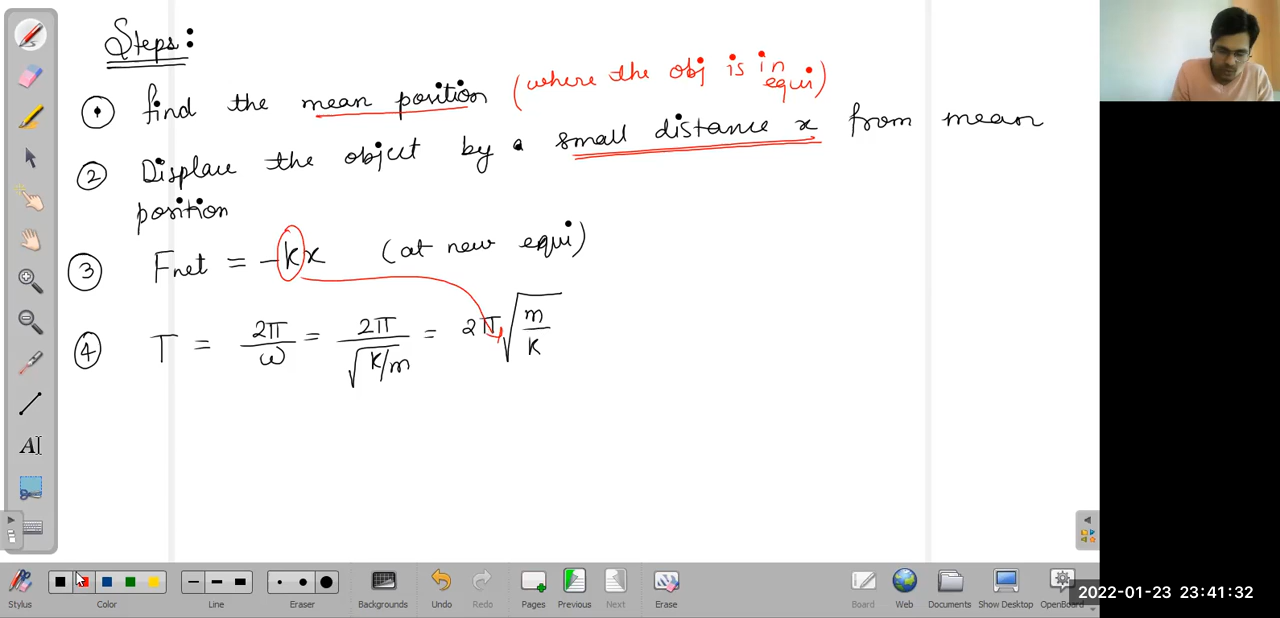 Steps:
① find the mean position (where the obj is in equi)
② Displace the object by a small distance x from mean
position
③ Fnet = -kx (at new equi)
④ T = 2π/ω = 2π/√(k/m) = 2π√(m/k)
A
Stylus Color Line Eraser Backgrounds Undo Redo Pages Previous Next Erase Board Web Documents Show Desktop OpenBoard
2022-01-23 23:41:32